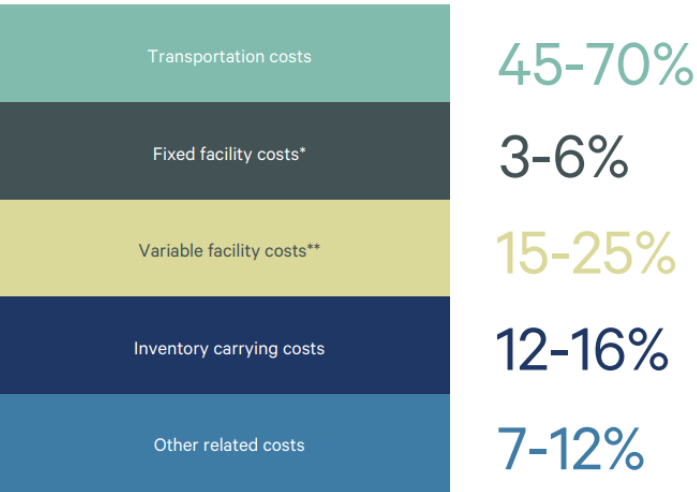 Transportation costs 45-70%
Fixed facility costs* 3-6%
Variable facility costs** 15-25%
Inventory carrying costs 12-16%
Other related costs 7-12%